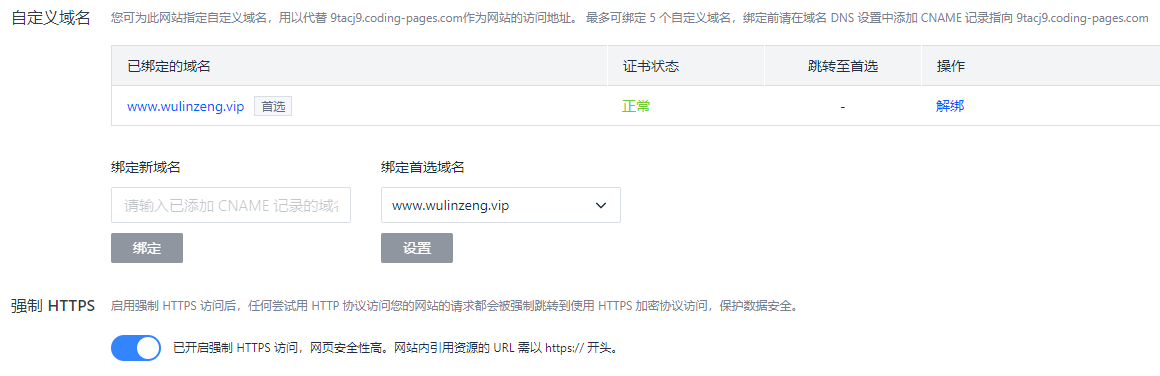 自定义域名 您可为此网站指定自定义域名，用以代替 9tacj9.coding-pages.com作为网站的访问地址。 最多可绑定 5 个自定义域名，绑定前请在域名 DNS 设置中添加 CNAME 记录指向 9tacj9.coding-pages.com
已绑定的域名 证书状态 跳转至首选 操作
www.wulinzeng.vip 首选 正常 - 解绑
绑定新域名 绑定首选域名
请输入已添加 CNAME 记录的域 www.wulinzeng.vip
绑定 设置
强制 HTTPS 启用强制 HTTPS 访问后，任何尝试用 HTTP 协议访问您的网站的请求都会被强制跳转到使用 HTTPS 加密协议访问，保护数据安全。
已开启强制 HTTPS 访问，网页安全性高。网站内引用资源的 URL 需以 https:// 开头。